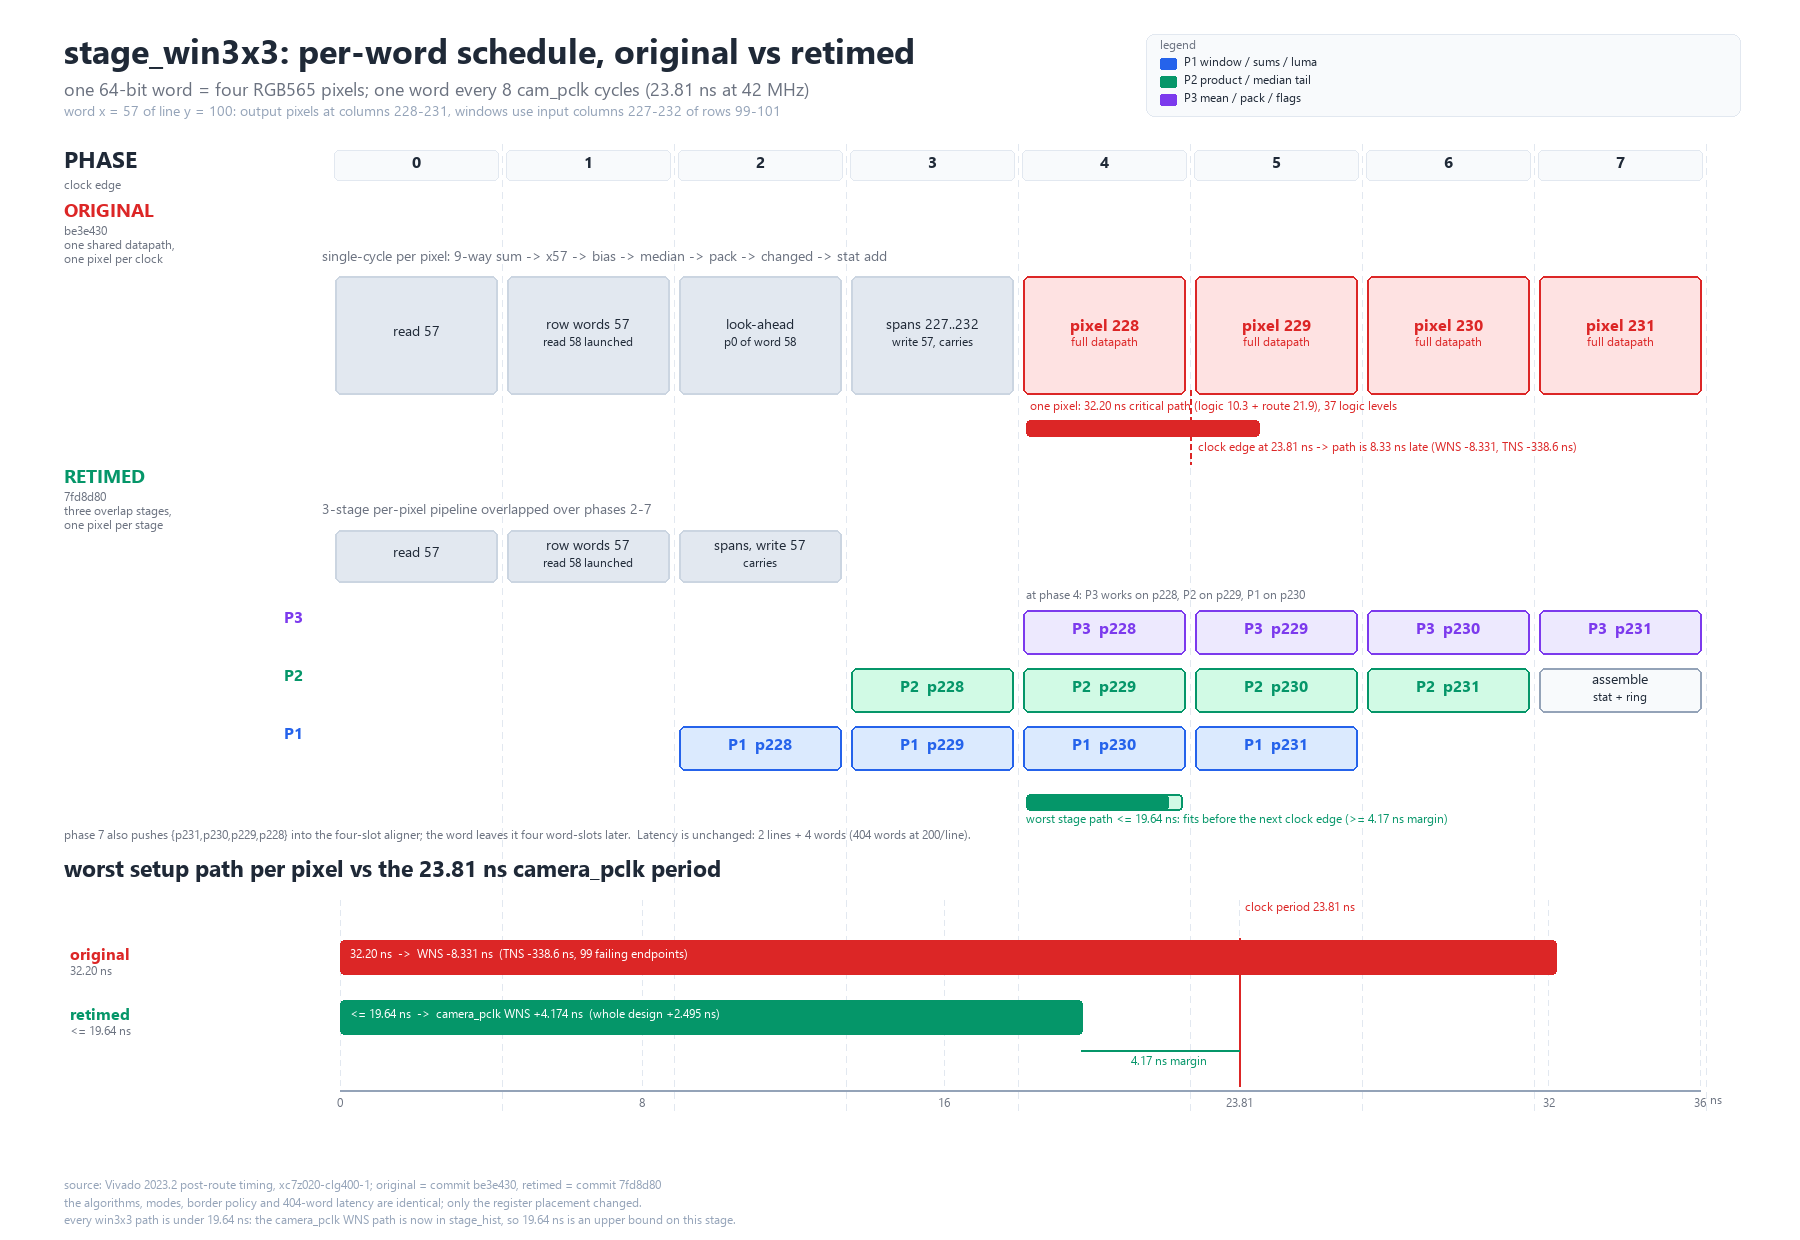 stage_win3x3: per-word schedule, original vs retimed
one 64-bit word = four RGB565 pixels; one word every 8 cam_pclk cycles (23.81 ns at 42 MHz)
word x = 57 of line y = 100: output pixels at columns 228-231, windows use input columns 227-232 of rows 99-101
legend
P1 window / sums / luma
P2 product / median tail
P3 mean / pack / flags
PHASE
clock edge
0
1
2
3
4
5
6
7
ORIGINAL
be3e430
one shared datapath,
one pixel per clock
single-cycle per pixel: 9-way sum -> x57 -> bias -> median -> pack -> changed -> stat add
read 57
row words 57
read 58 launched
look-ahead
p0 of word 58
spans 227..232
write 57, carries
pixel 228
full datapath
pixel 229
full datapath
pixel 230
full datapath
pixel 231
full datapath
one pixel: 32.20 ns critical path (logic 10.3 + route 21.9), 37 logic levels
clock edge at 23.81 ns -> path is 8.33 ns late (WNS -8.331, TNS -338.6 ns)
RETIMED
7fd8d80
three overlap stages,
one pixel per stage
3-stage per-pixel pipeline overlapped over phases 2-7
read 57
row words 57
read 58 launched
spans, write 57
carries
at phase 4: P3 works on p228, P2 on p229, P1 on p230
P3
P3 p228
P3 p229
P3 p230
P3 p231
P2
P2 p228
P2 p229
P2 p230
P2 p231
assemble
stat + ring
P1
P1 p228
P1 p229
P1 p230
P1 p231
worst stage path <= 19.64 ns: fits before the next clock edge (>= 4.17 ns margin)
phase 7 also pushes {p231,p230,p229,p228} into the four-slot aligner; the word leaves it four word-slots later. Latency is unchanged: 2 lines + 4 words (404 words at 200/line).
worst setup path per pixel vs the 23.81 ns camera_pclk period
clock period 23.81 ns
original
32.20 ns
32.20 ns -> WNS -8.331 ns (TNS -338.6 ns, 99 failing endpoints)
retimed
<= 19.64 ns
<= 19.64 ns -> camera_pclk WNS +4.174 ns (whole design +2.495 ns)
4.17 ns margin
0
8
16
23.81
32
36 ns
source: Vivado 2023.2 post-route timing, xc7z020-clg400-1; original = commit be3e430, retimed = commit 7fd8d80
the algorithms, modes, border policy and 404-word latency are identical; only the register placement changed.
every win3x3 path is under 19.64 ns: the camera_pclk WNS path is now in stage_hist, so 19.64 ns is an upper bound on this stage.